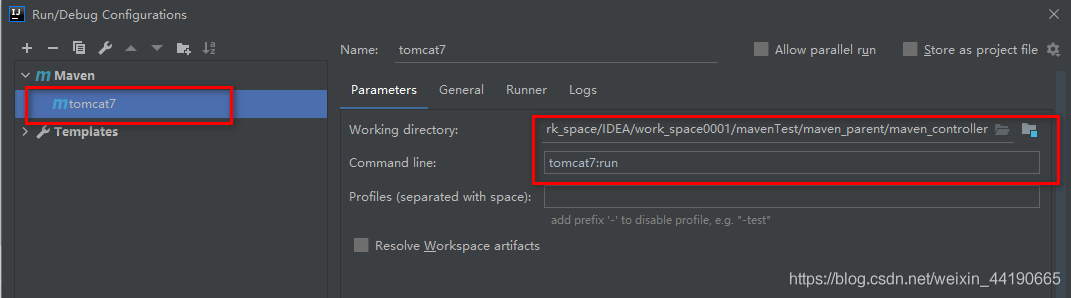 Run/Debug Configurations
Name: tomcat7 Allow parallel run Store as project file
Maven
tomcat7
Templates
Parameters General Runner Logs
Working directory: rk_space/IDEA/work_space0001/mavenTest/maven_parent/maven_controller
Command line: tomcat7:run
Profiles (separated with space):
add prefix '-' to disable profile, e.g. "-test"
Resolve Workspace artifacts
https://blog.csdn.net/weixin_44190665